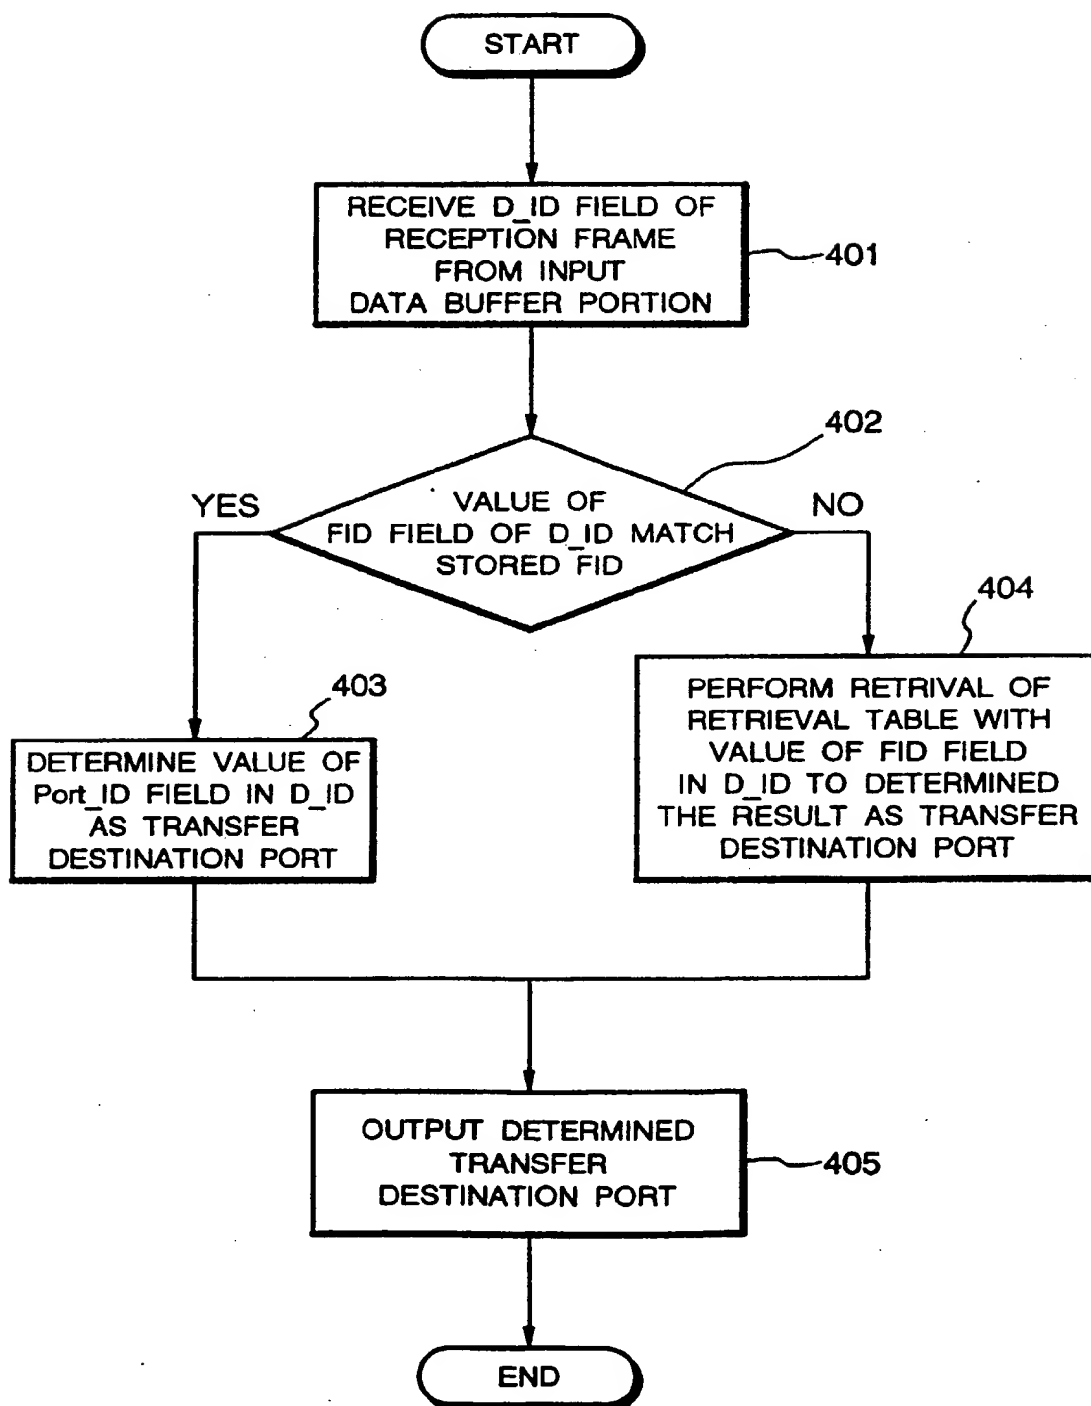 START
RECEIVE D_ID FIELD OF
RECEPTION FRAME
FROM INPUT
DATA BUFFER PORTION
401
402
YES
VALUE OF
FID FIELD OF D_ID MATCH
STORED FID
NO
403
DETERMINE VALUE OF
Port_ID FIELD IN D_ID
AS TRANSFER
DESTINATION PORT
404
PERFORM RETRIVAL OF
RETRIEVAL TABLE WITH
VALUE OF FID FIELD
IN D_ID TO DETERMINED
THE RESULT AS TRANSFER
DESTINATION PORT
OUTPUT DETERMINED
TRANSFER
DESTINATION PORT
405
END